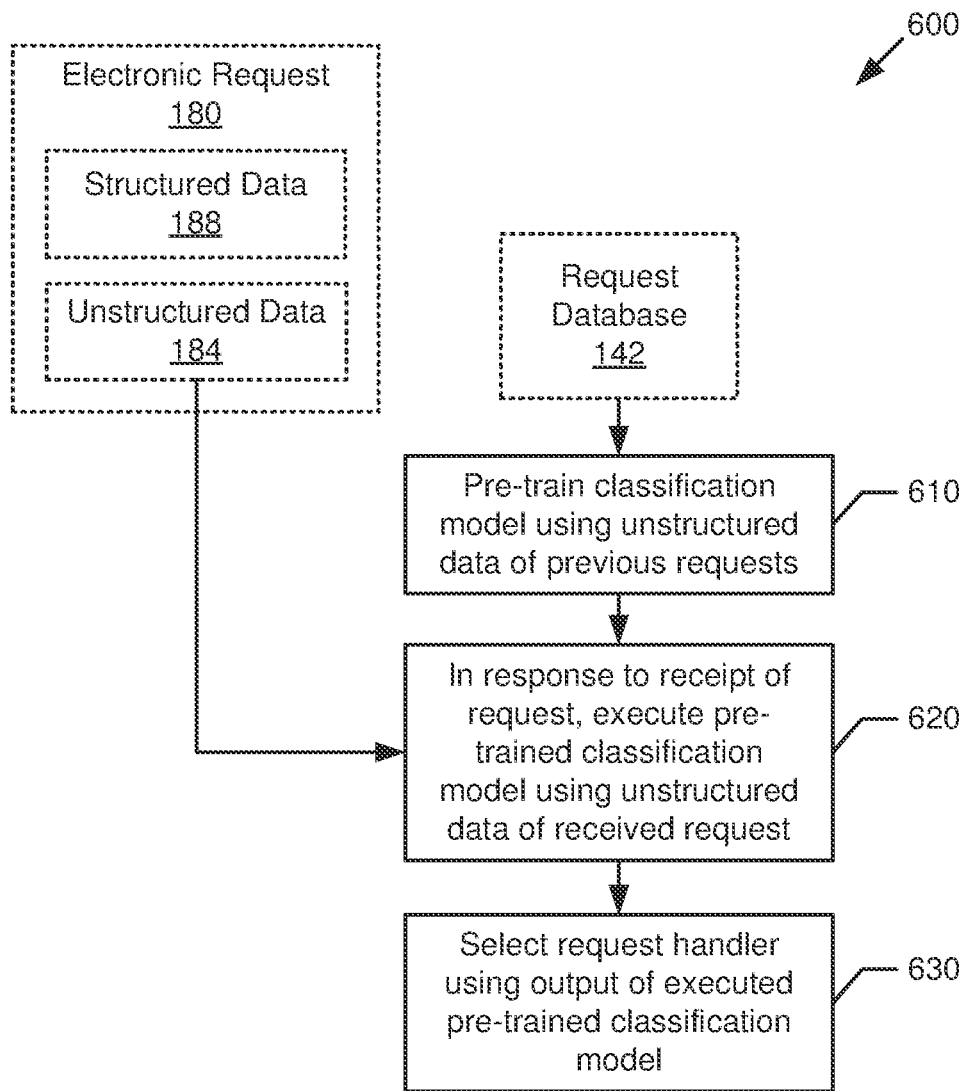 600
Electronic Request
180
Structured Data
188
Unstructured Data
184
Request
Database
142
Pre-train classification
model using unstructured
data of previous requests
610
In response to receipt of
request, execute pre-
trained classification
model using unstructured
data of received request
620
Select request handler
using output of executed
pre-trained classification
model
630